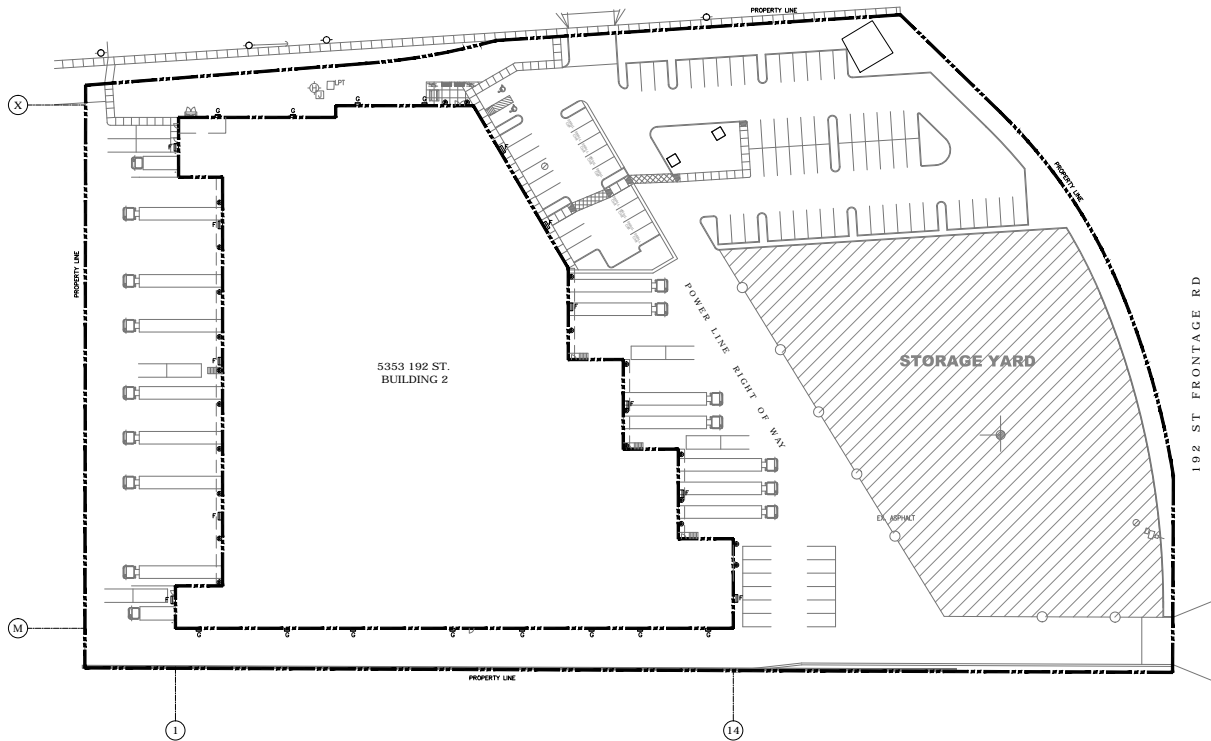 PROPERTY LINE
LPT
X
G
G
G
G
F
F
PROPERTY LINE
F
F
PROPERTY LINE
192 ST FRONTAGE RD
POWER LINE RIGHT OF WAY
F
STORAGE YARD
5353 192 ST.
BUILDING 2
F
F
F
EX ASPHALT
F
F
F
M
G
G
G
G
G
G
G
G
PROPERTY LINE
1
14